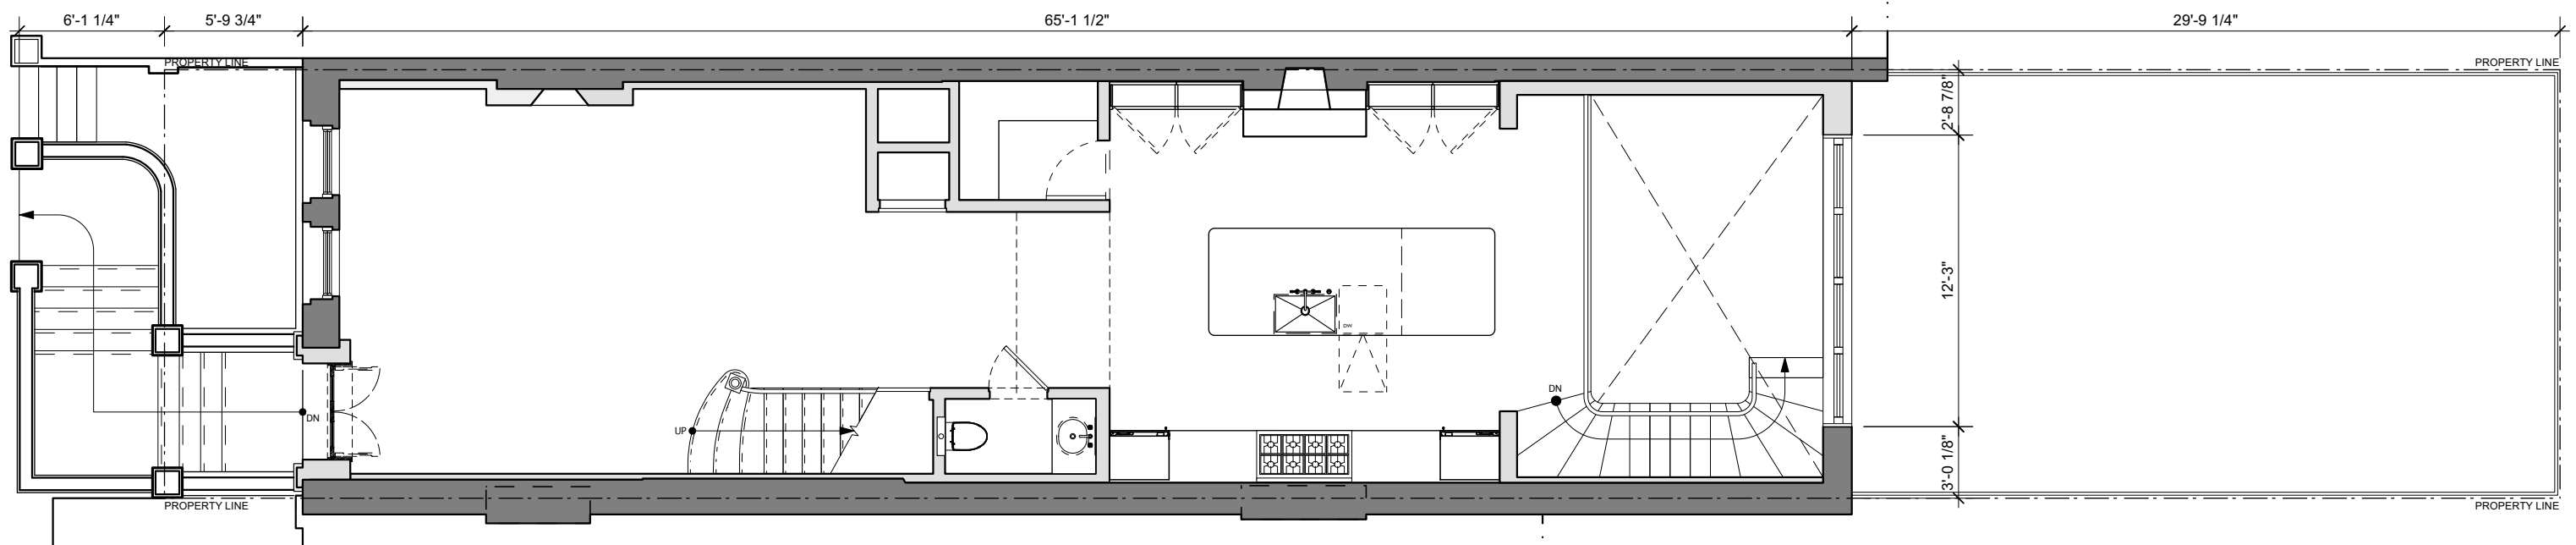 6'-1 1/4"
5'-9 3/4"
65'-1 1/2"
29'-9 1/4"
PROPERTY LINE
PROPERTY LINE
2'-8 7/8"
12'-3"
DW
DN
DN
UP
3'-0 1/8"
PROPERTY LINE
PROPERTY LINE